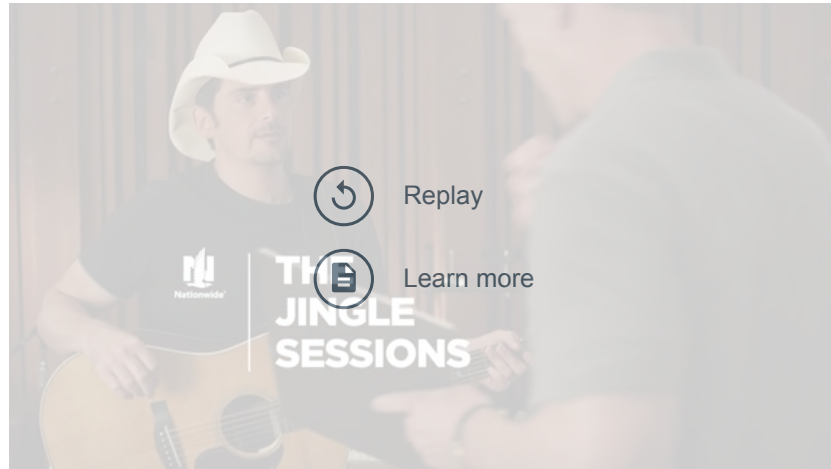 Replay
Learn more
Nationwide®
THE
JINGLE
SESSIONS